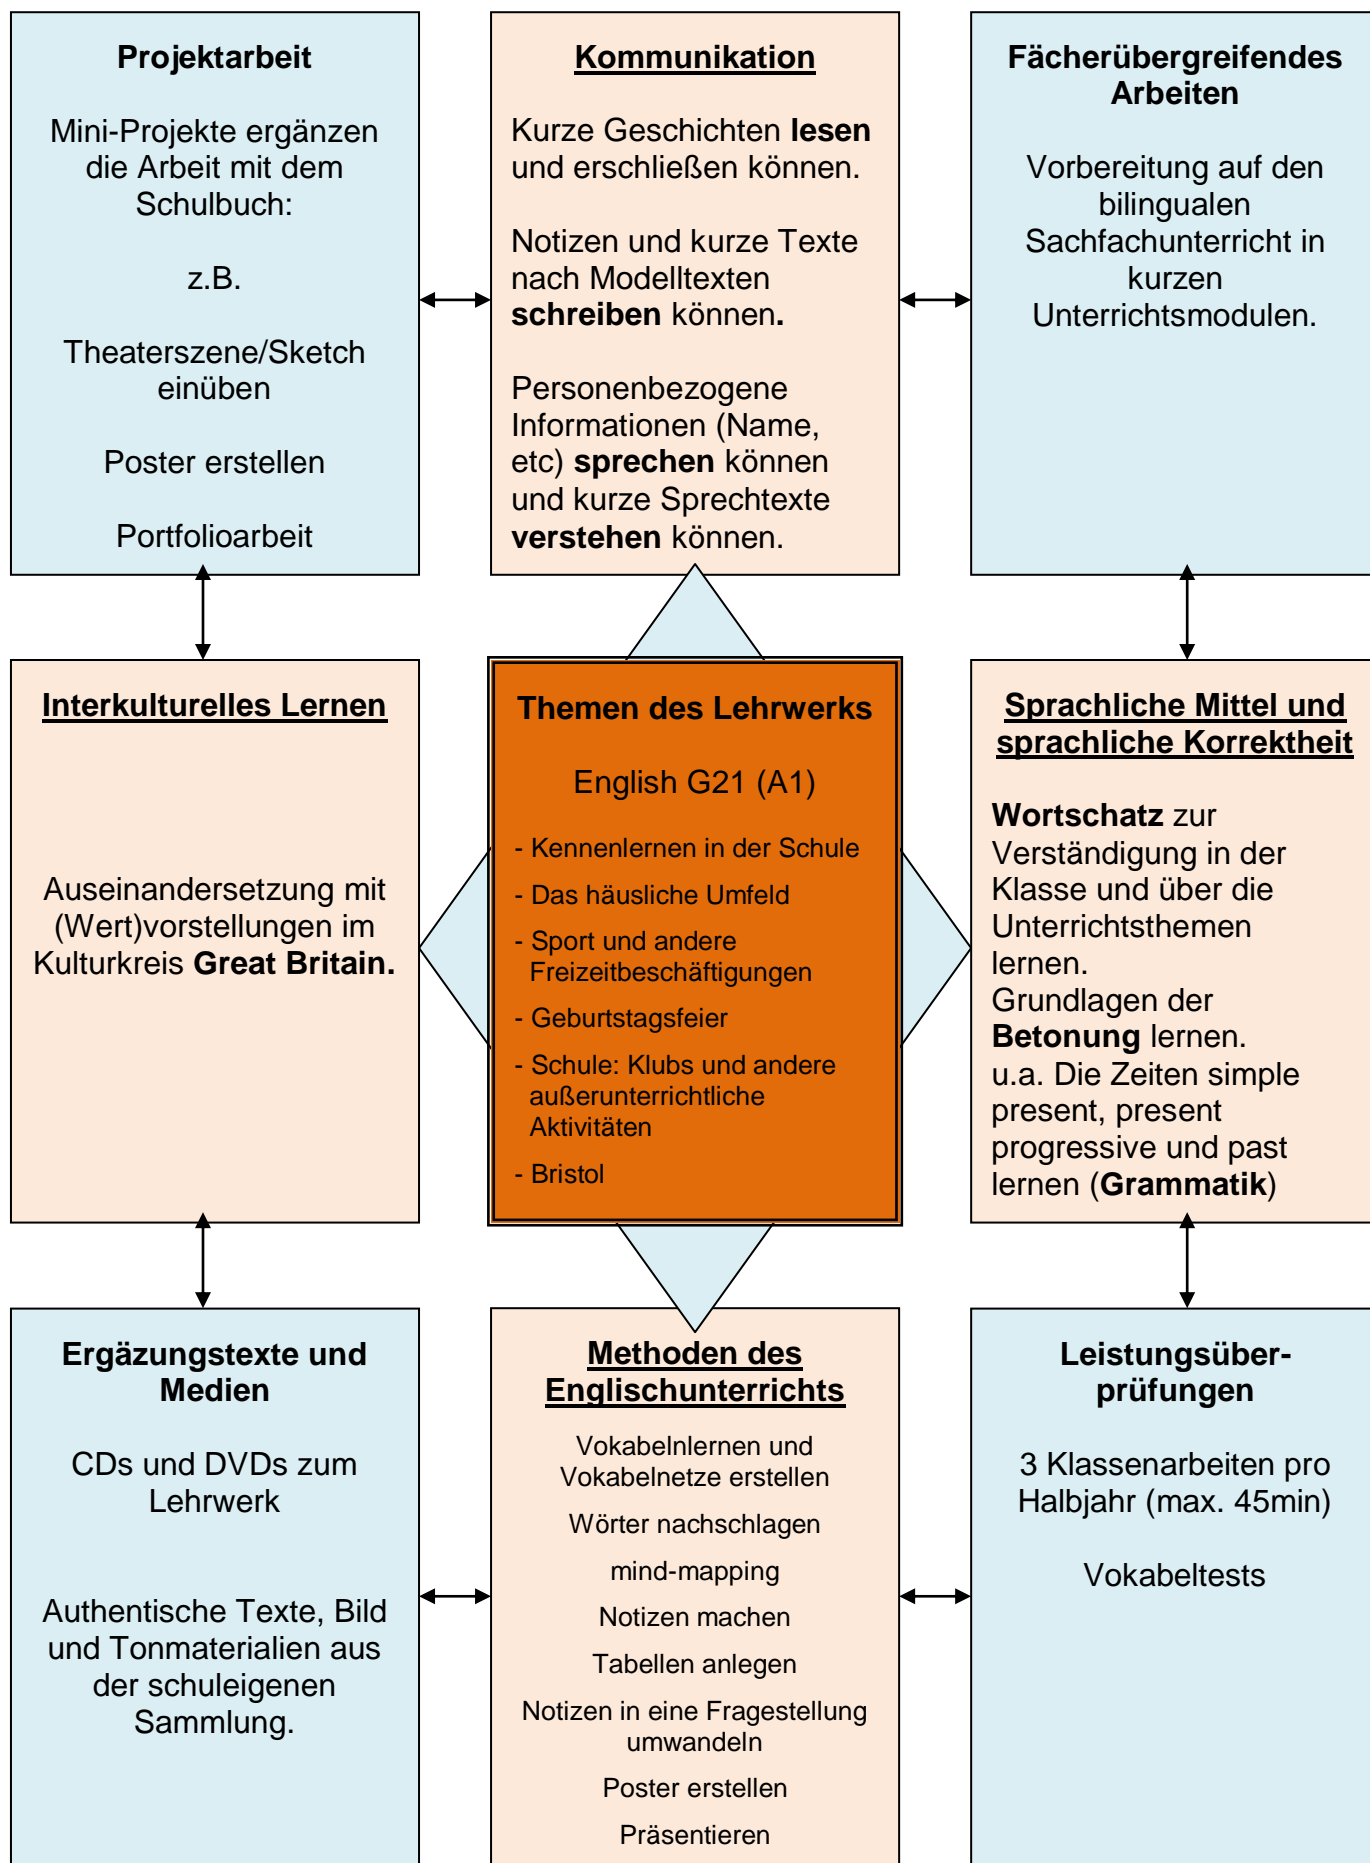 Projektarbeit
Mini-Projekte ergänzen
die Arbeit mit dem
Schulbuch:
z.B.
Theaterszene/Sketch
einüben
Poster erstellen
Portfolioarbeit
Kommunikation
Kurze Geschichten lesen
und erschließen können.
Notizen und kurze Texte
nach Modelltexten
schreiben können.
Personenbezogene
Informationen (Name,
etc) sprechen können
und kurze Sprechtexte
verstehen können.
Fächerübergreifendes
Arbeiten
Vorbereitung auf den
bilingualen
Sachfachunterricht in
kurzen
Unterrichtsmodulen.
Interkulturelles Lernen
Auseinandersetzung mit
(Wert)vorstellungen im
Kulturkreis Great Britain.
Themen des Lehrwerks
English G21 (A1)
- Kennenlernen in der Schule
- Das häusliche Umfeld
- Sport und andere
Freizeitbeschäftigungen
- Geburtstagsfeier
- Schule: Klubs und andere
außerunterrichtliche
Aktivitäten
- Bristol
Sprachliche Mittel und
sprachliche Korrektheit
Wortschatz zur
Verständigung in der
Klasse und über die
Unterrichtsthemen
lernen.
Grundlagen der
Betonung lernen.
u.a. Die Zeiten simple
present, present
progressive und past
lernen (Grammatik)
Ergäzungstexte und
Medien
CDs und DVDs zum
Lehrwerk
Authentische Texte, Bild
und Tonmaterialien aus
der schuleigenen
Sammlung.
Methoden des
Englischunterrichts
Vokabelnlernen und
Vokabelnetze erstellen
Wörter nachschlagen
mind-mapping
Notizen machen
Tabellen anlegen
Notizen in eine Fragestellung
umwandeln
Poster erstellen
Präsentieren
Leistungsüber-
prüfungen
3 Klassenarbeiten pro
Halbjahr (max. 45min)
Vokabeltests